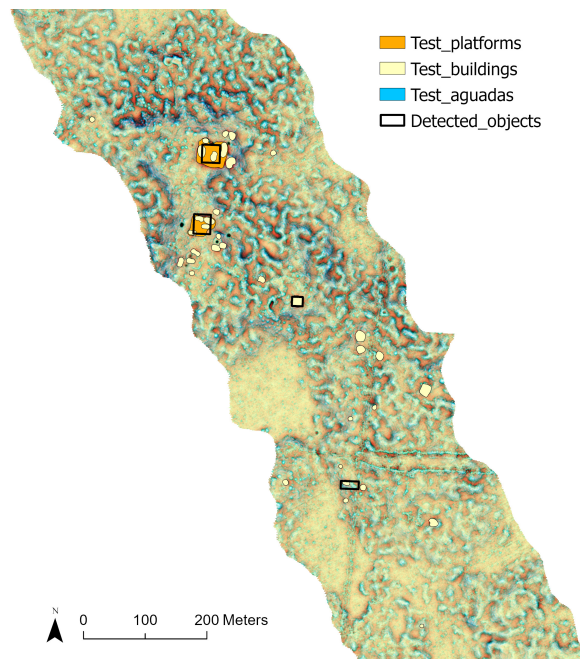 Test_platforms
Test_buildings
Test_aguadas
Detected_objects
N
0 100 200 Meters